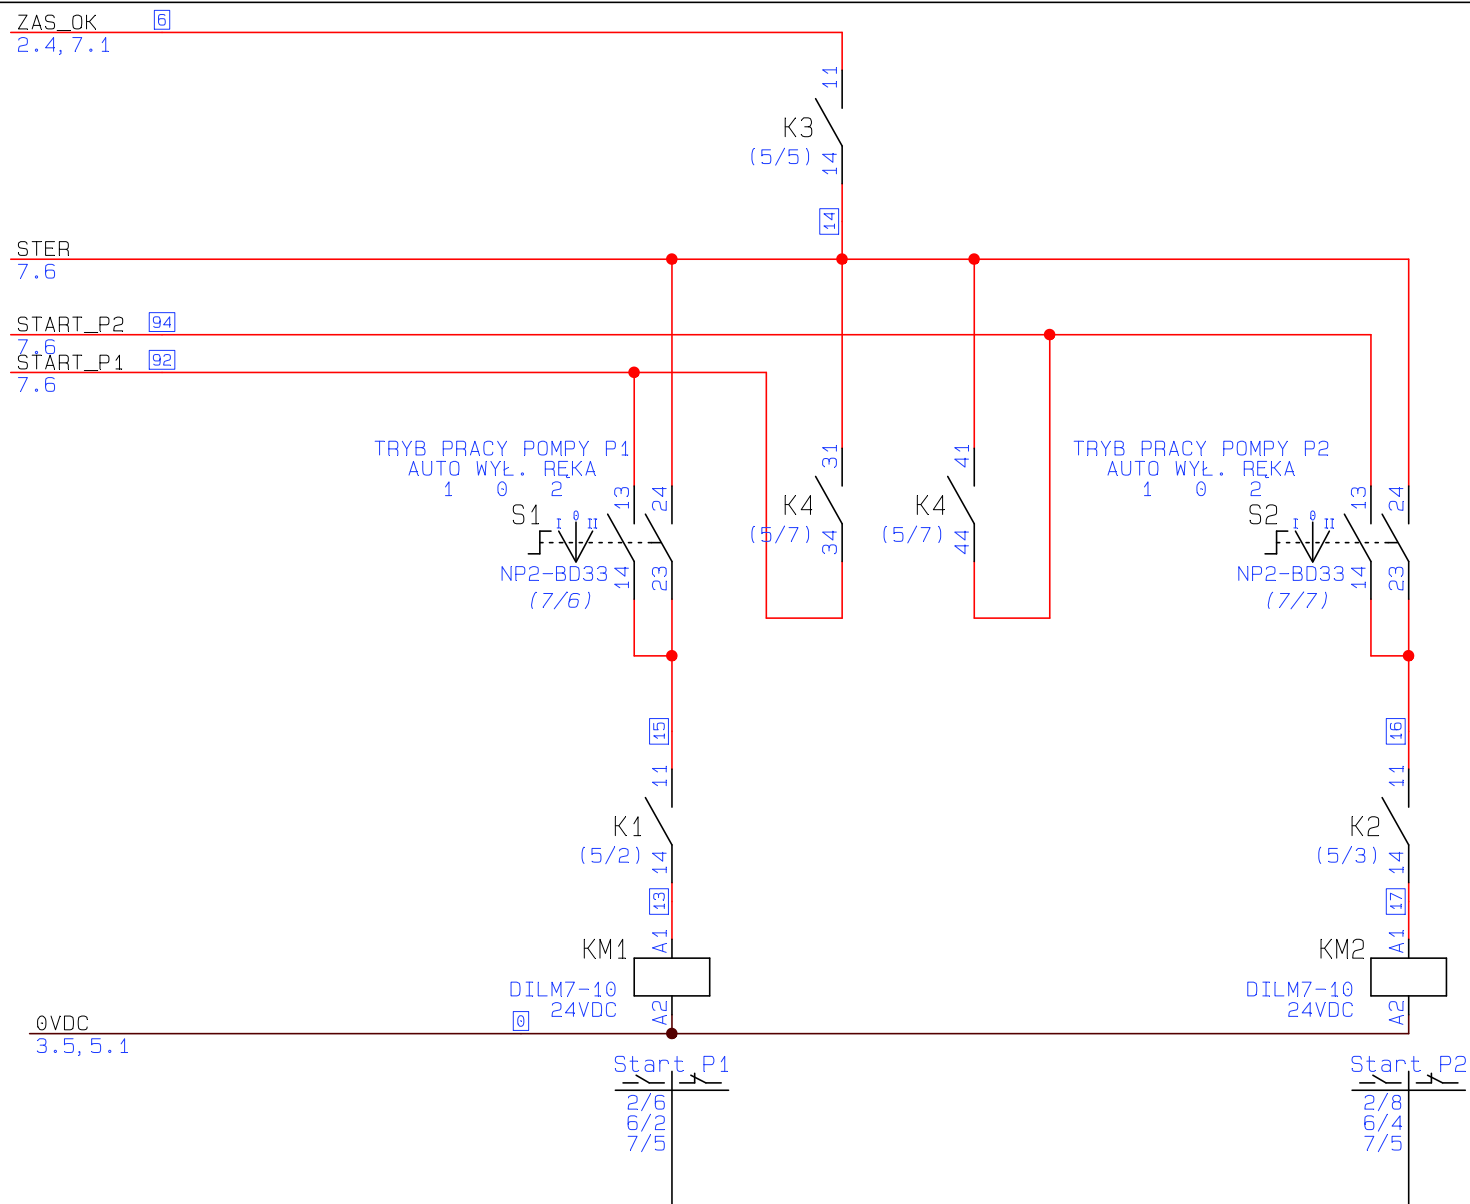 ZAS_OK 6
2.4, 7.1
11
K3
(5/5)
14
14
STER
7.6
START_P2 94
7.6
START_P1 92
7.6
TRYB PRACY POMPY P1
AUTO WYŁ. RĘKA
1 0 2
S1
I 0 II
13
24
NP2-BD33
14
23
(7/6)
31
K4
(5/7)
34
41
K4
(5/7)
44
TRYB PRACY POMPY P2
AUTO WYŁ. RĘKA
1 0 2
S2
I 0 II
13
24
NP2-BD33
14
23
(7/7)
15
11
K1
(5/2)
14
13
A1
KM1
DILM7-10
24VDC
A2
16
11
K2
(5/3)
14
17
A1
KM2
DILM7-10
24VDC
A2
0VDC 0
3.5, 5.1
Start P1
2/6
6/2
7/5
Start P2
2/8
6/4
7/5